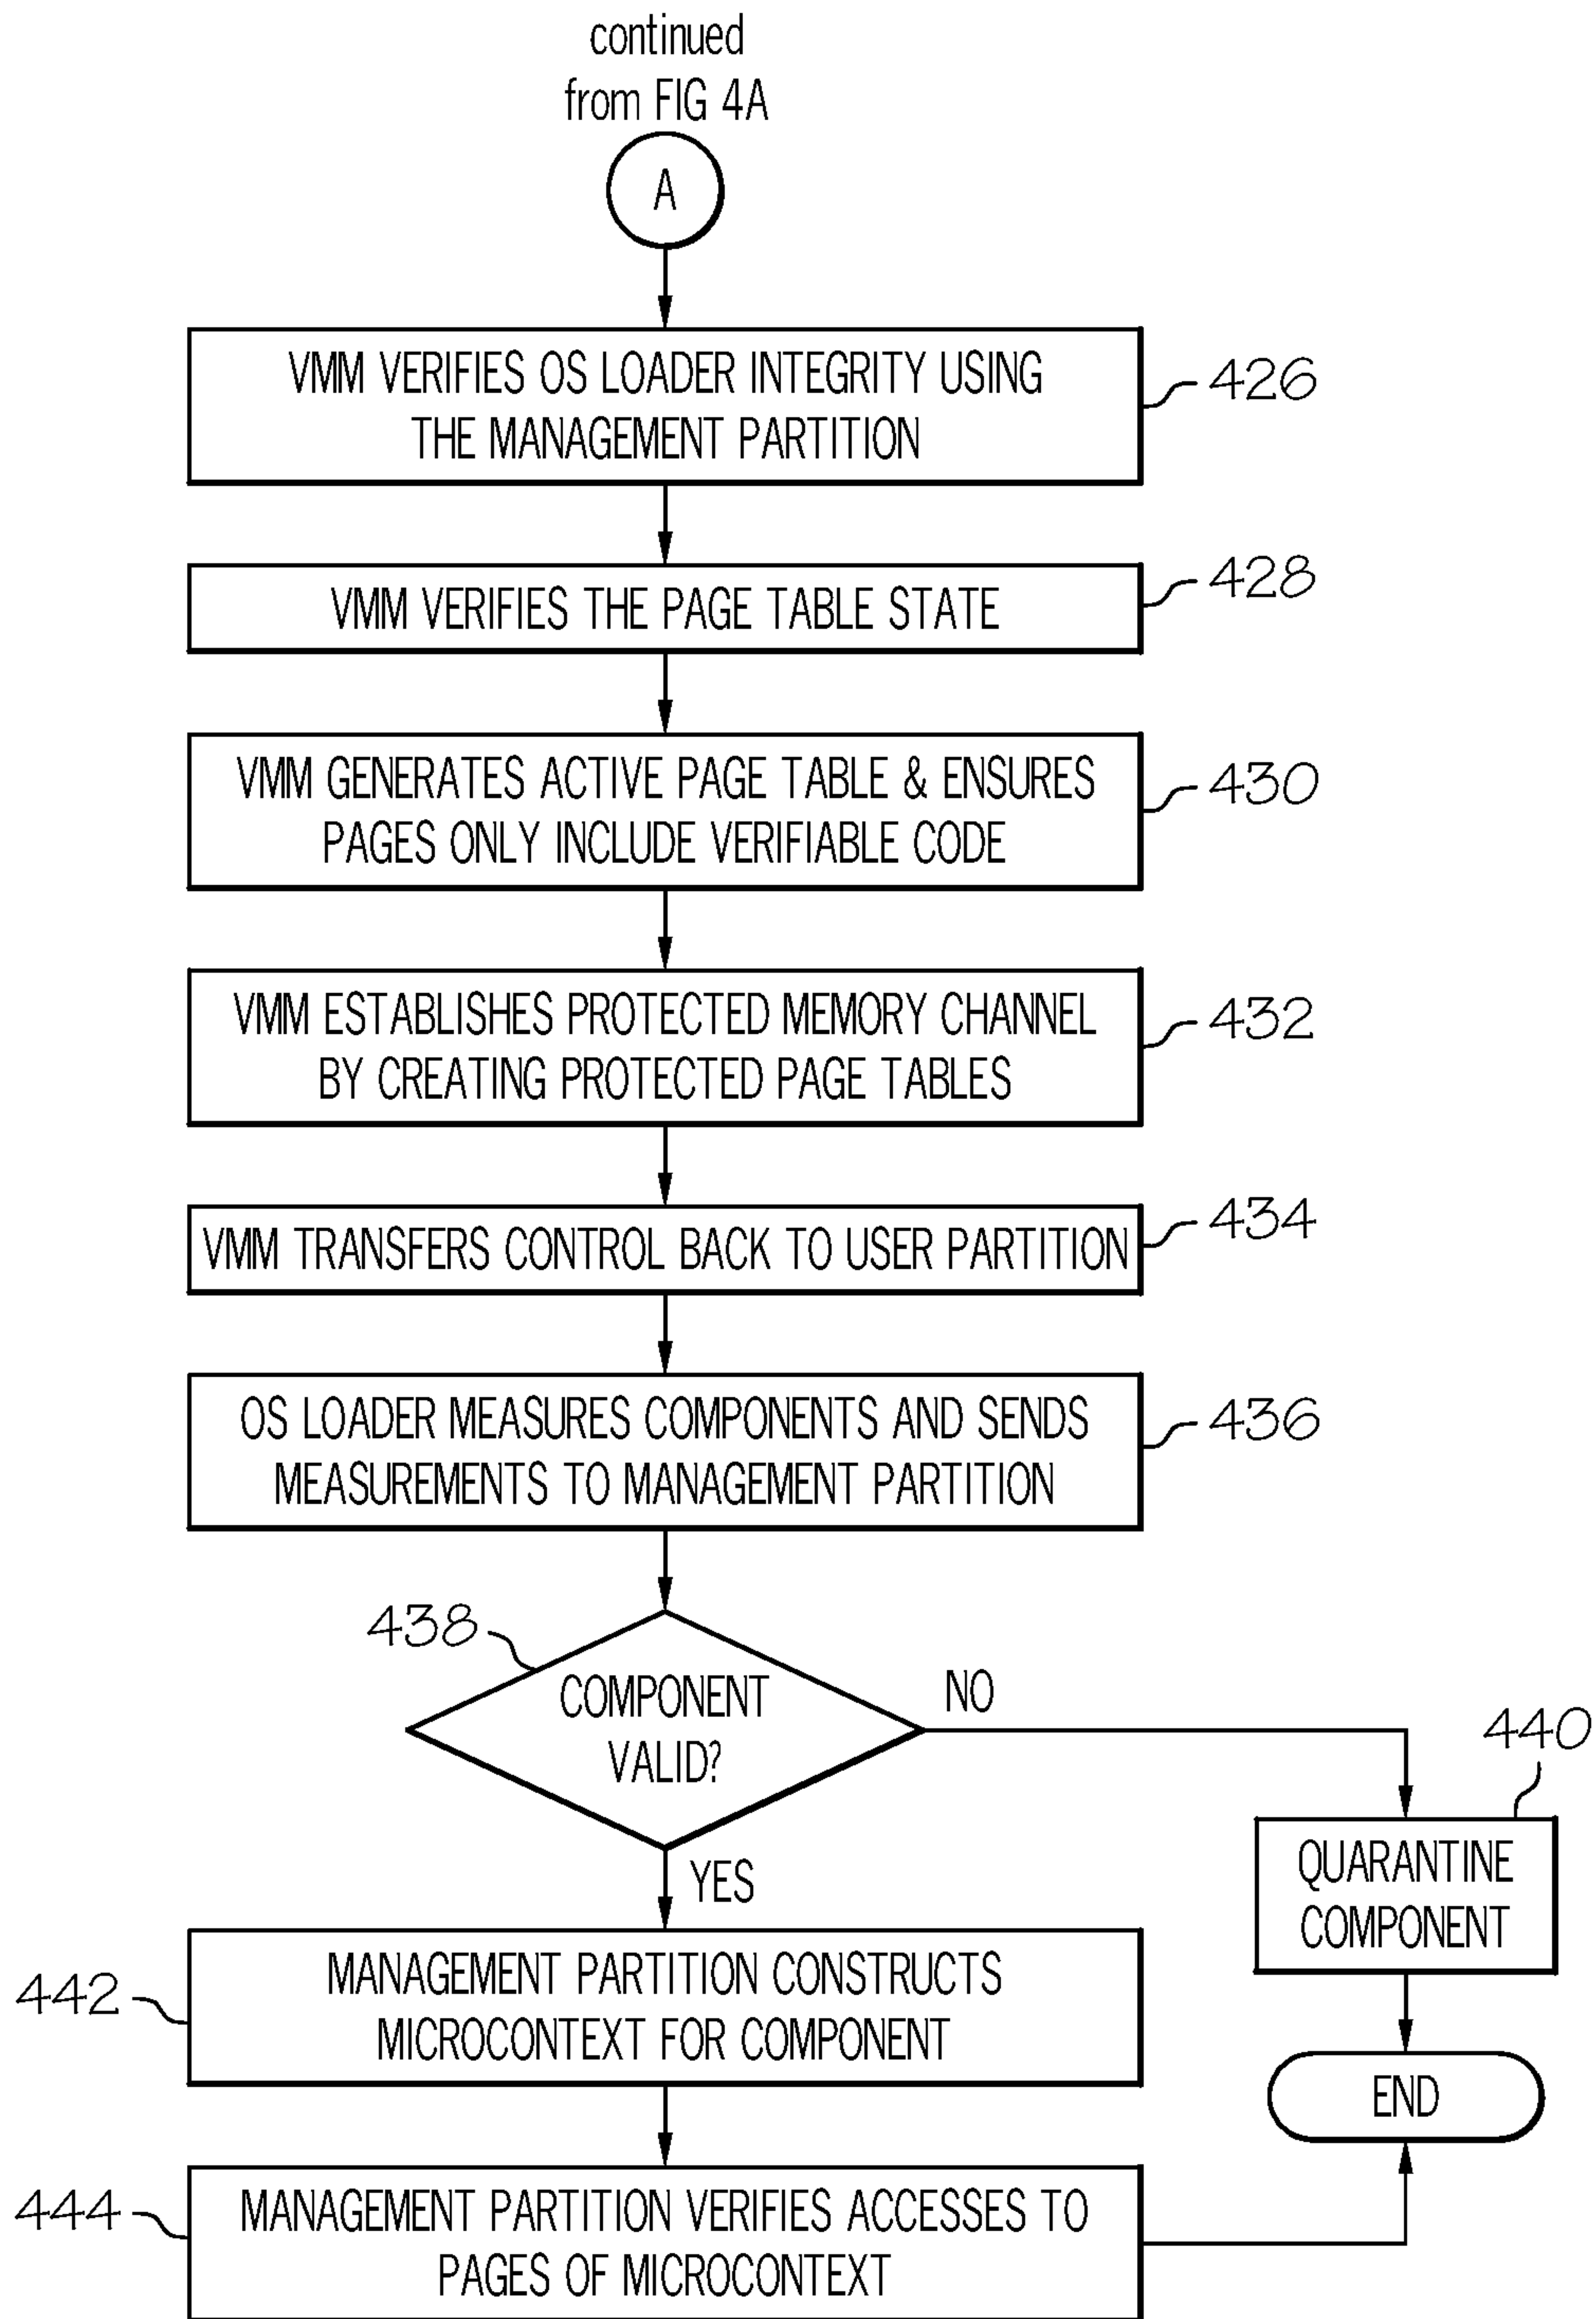 continued
from FIG 4A
A
VMM VERIFIES OS LOADER INTEGRITY USING
THE MANAGEMENT PARTITION
426
VMM VERIFIES THE PAGE TABLE STATE
428
VMM GENERATES ACTIVE PAGE TABLE & ENSURES
PAGES ONLY INCLUDE VERIFIABLE CODE
430
VMM ESTABLISHES PROTECTED MEMORY CHANNEL
BY CREATING PROTECTED PAGE TABLES
432
VMM TRANSFERS CONTROL BACK TO USER PARTITION
434
OS LOADER MEASURES COMPONENTS AND SENDS
MEASUREMENTS TO MANAGEMENT PARTITION
436
438
COMPONENT
VALID?
NO
440
QUARANTINE
COMPONENT
YES
442
MANAGEMENT PARTITION CONSTRUCTS
MICROCONTEXT FOR COMPONENT
END
444
MANAGEMENT PARTITION VERIFIES ACCESSES TO
PAGES OF MICROCONTEXT